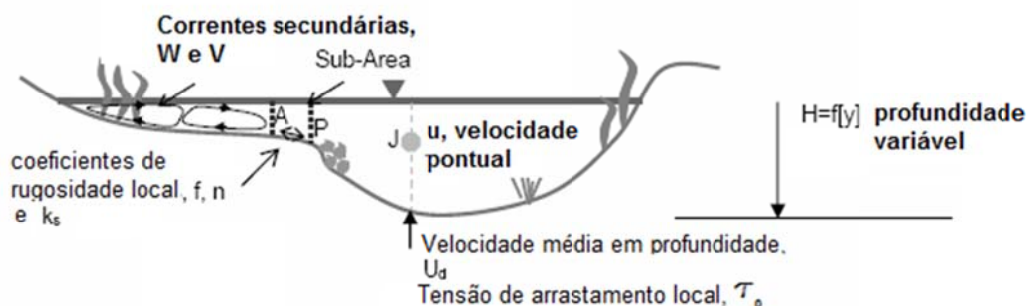 Correntes secundárias,
W e V
Sub-Area
A
P
J
u, velocidade
pontual
H=f[y] profundidade
variável
coeficientes de
rugosidade local, f, n
e ks
Velocidade média em profundidade,
Ud
Tensão de arrastamento local, τo